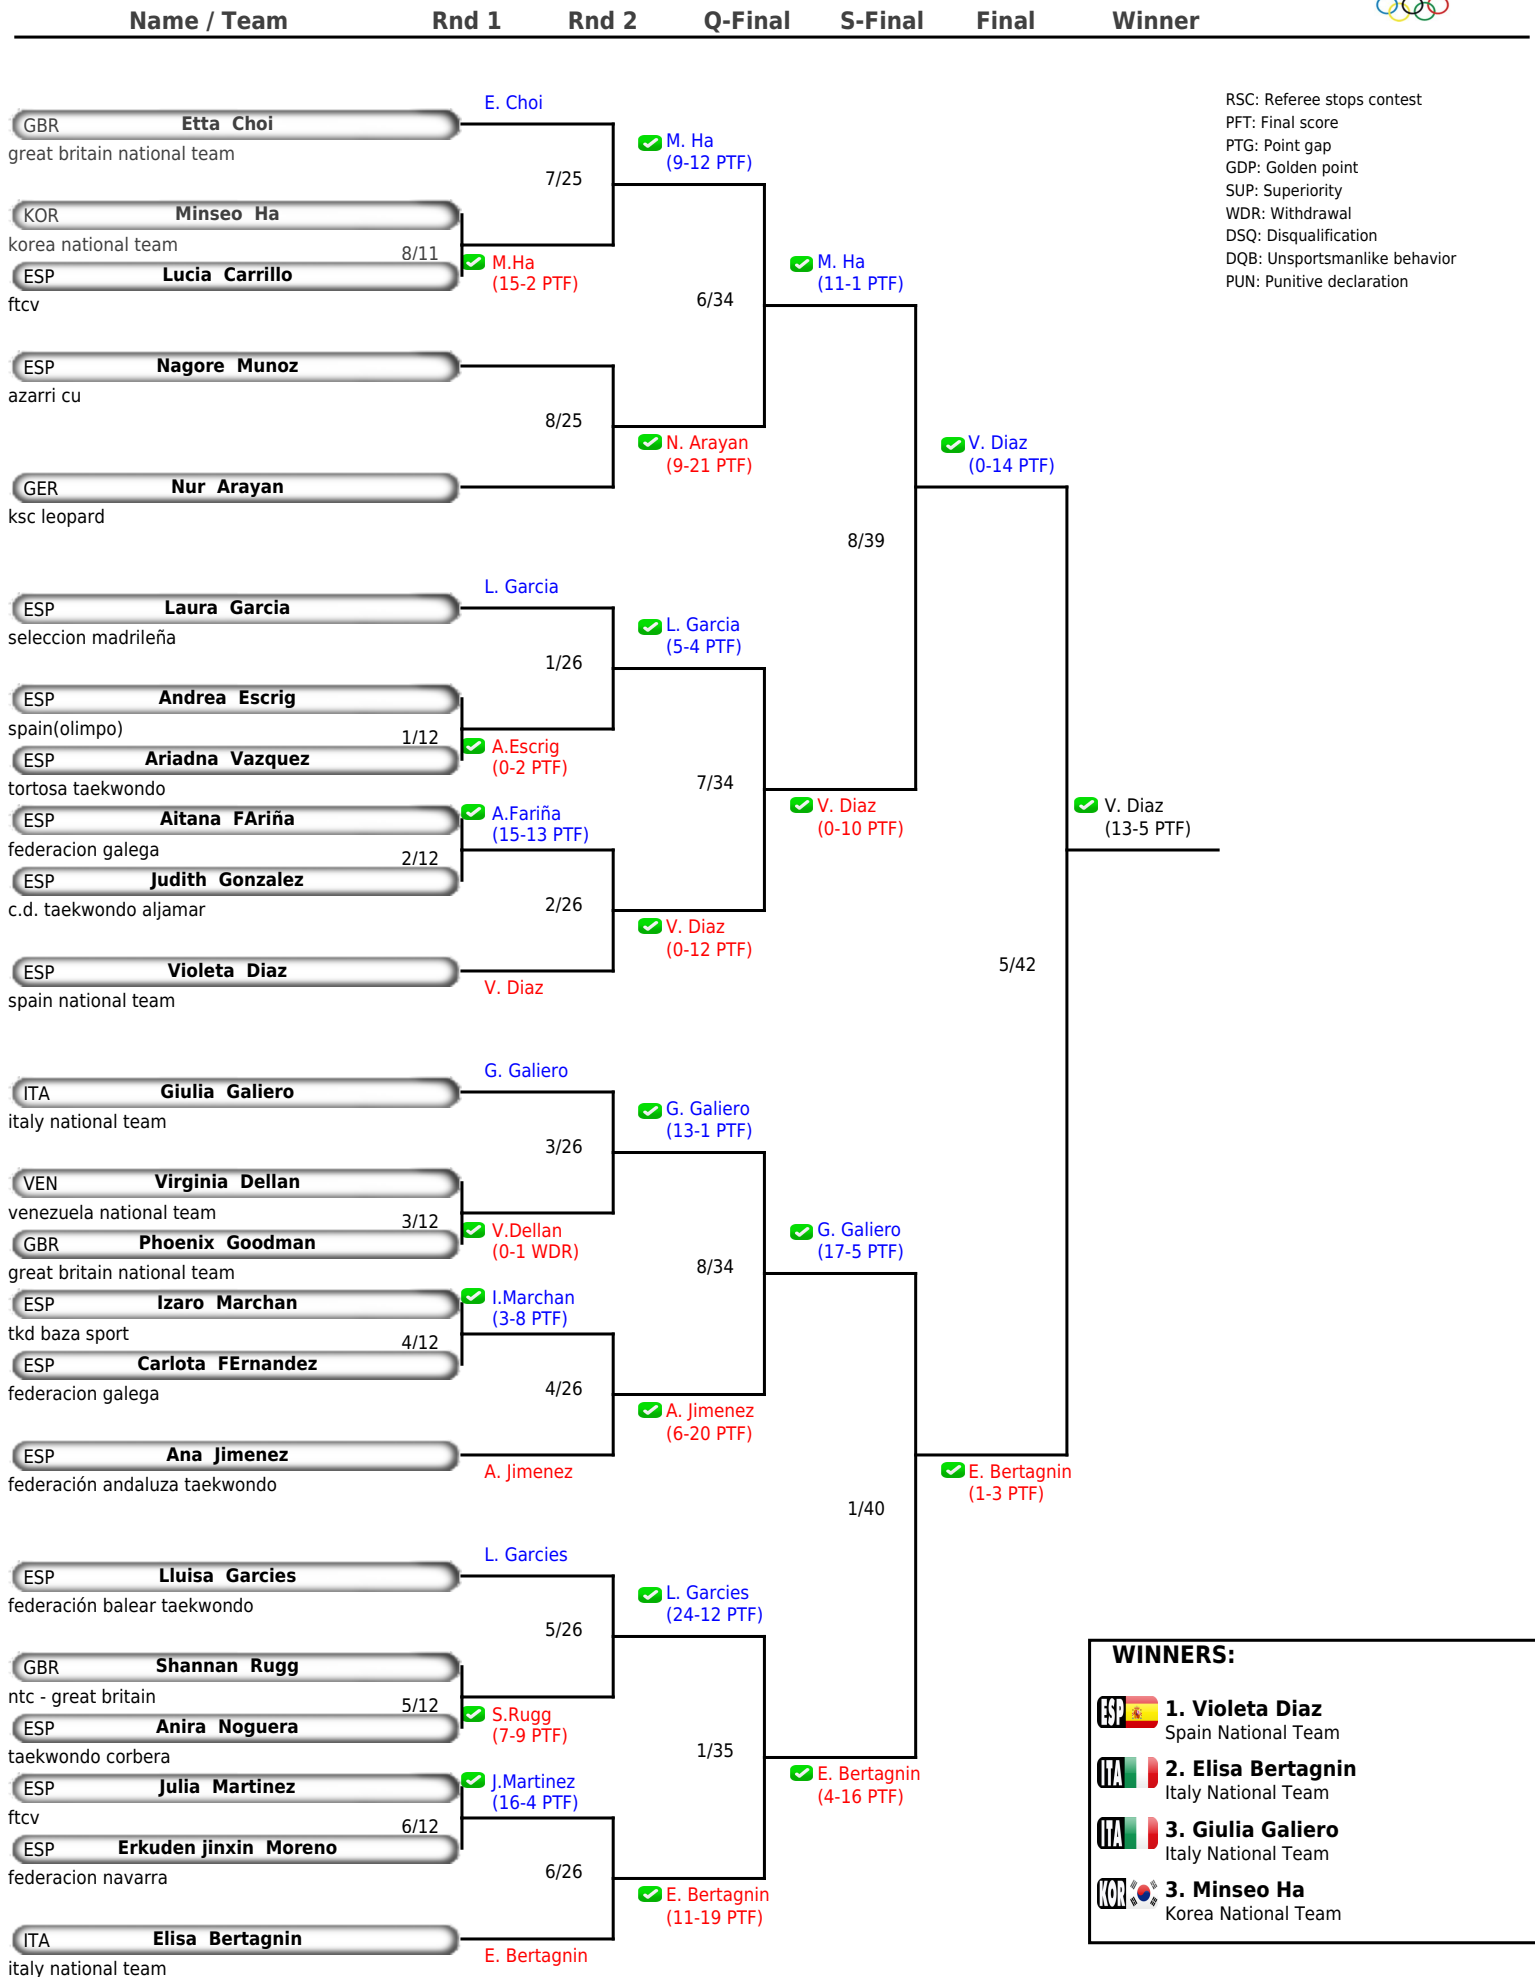 Name / Team Rnd 1 Rnd 2 Q-Final S-Final Final Winner
RSC: Referee stops contest
PFT: Final score
PTG: Point gap
GDP: Golden point
SUP: Superiority
WDR: Withdrawal
DSQ: Disqualification
DQB: Unsportsmanlike behavior
PUN: Punitive declaration
GBR Etta Choi
great britain national team
KOR Minseo Ha
korea national team
8/11
ESP Lucia Carrillo
ftcv
ESP Nagore Munoz
azarri cu
GER Nur Arayan
ksc leopard
ESP Laura Garcia
seleccion madrileña
ESP Andrea Escrig
spain(olimpo)
1/12
ESP Ariadna Vazquez
tortosa taekwondo
ESP Aitana FAriña
federacion galega
2/12
ESP Judith Gonzalez
c.d. taekwondo aljamar
ESP Violeta Diaz
spain national team
ITA Giulia Galiero
italy national team
VEN Virginia Dellan
venezuela national team
3/12
GBR Phoenix Goodman
great britain national team
ESP Izaro Marchan
tkd baza sport
4/12
ESP Carlota FErnandez
federacion galega
ESP Ana Jimenez
federación andaluza taekwondo
ESP Lluisa Garcies
federación balear taekwondo
GBR Shannan Rugg
ntc - great britain
5/12
ESP Anira Noguera
taekwondo corbera
ESP Julia Martinez
ftcv
6/12
ESP Erkuden jinxin Moreno
federacion navarra
ITA Elisa Bertagnin
italy national team
E. Choi
7/25
M.Ha
(15-2 PTF)
8/25
L. Garcia
1/26
A.Escrig
(0-2 PTF)
A.Fariña
(15-13 PTF)
2/26
V. Diaz
G. Galiero
3/26
V.Dellan
(0-1 WDR)
I.Marchan
(3-8 PTF)
4/26
A. Jimenez
L. Garcies
5/26
S.Rugg
(7-9 PTF)
J.Martinez
(16-4 PTF)
6/26
E. Bertagnin
M. Ha
(9-12 PTF)
6/34
N. Arayan
(9-21 PTF)
L. Garcia
(5-4 PTF)
7/34
V. Diaz
(0-12 PTF)
G. Galiero
(13-1 PTF)
8/34
A. Jimenez
(6-20 PTF)
L. Garcies
(24-12 PTF)
1/35
E. Bertagnin
(11-19 PTF)
M. Ha
(11-1 PTF)
8/39
V. Diaz
(0-10 PTF)
G. Galiero
(17-5 PTF)
1/40
E. Bertagnin
(4-16 PTF)
V. Diaz
(0-14 PTF)
5/42
E. Bertagnin
(1-3 PTF)
V. Diaz
(13-5 PTF)
WINNERS:
ESP 1. Violeta Diaz
Spain National Team
ITA 2. Elisa Bertagnin
Italy National Team
ITA 3. Giulia Galiero
Italy National Team
KOR 3. Minseo Ha
Korea National Team